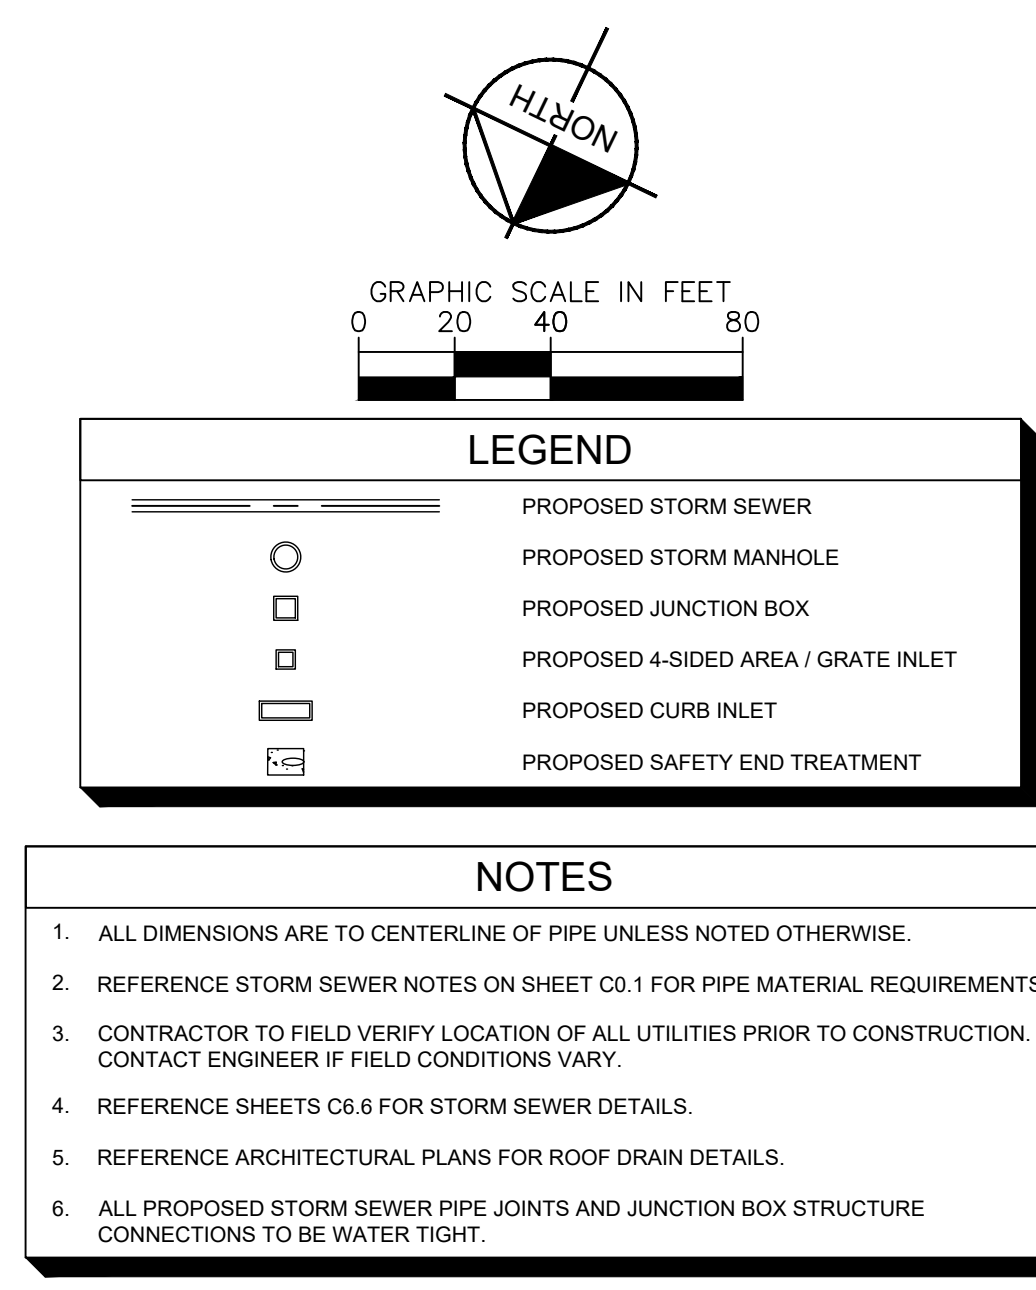 NORTH
GRAPHIC SCALE IN FEET
0 20 40 80
LEGEND
PROPOSED STORM SEWER
PROPOSED STORM MANHOLE
PROPOSED JUNCTION BOX
PROPOSED 4-SIDED AREA / GRATE INLET
PROPOSED CURB INLET
PROPOSED SAFETY END TREATMENT
NOTES
1. ALL DIMENSIONS ARE TO CENTERLINE OF PIPE UNLESS NOTED OTHERWISE.
2. REFERENCE STORM SEWER NOTES ON SHEET C0.1 FOR PIPE MATERIAL REQUIREMENTS
3. CONTRACTOR TO FIELD VERIFY LOCATION OF ALL UTILITIES PRIOR TO CONSTRUCTION.
CONTACT ENGINEER IF FIELD CONDITIONS VARY.
4. REFERENCE SHEETS C6.6 FOR STORM SEWER DETAILS.
5. REFERENCE ARCHITECTURAL PLANS FOR ROOF DRAIN DETAILS.
6. ALL PROPOSED STORM SEWER PIPE JOINTS AND JUNCTION BOX STRUCTURE
CONNECTIONS TO BE WATER TIGHT.